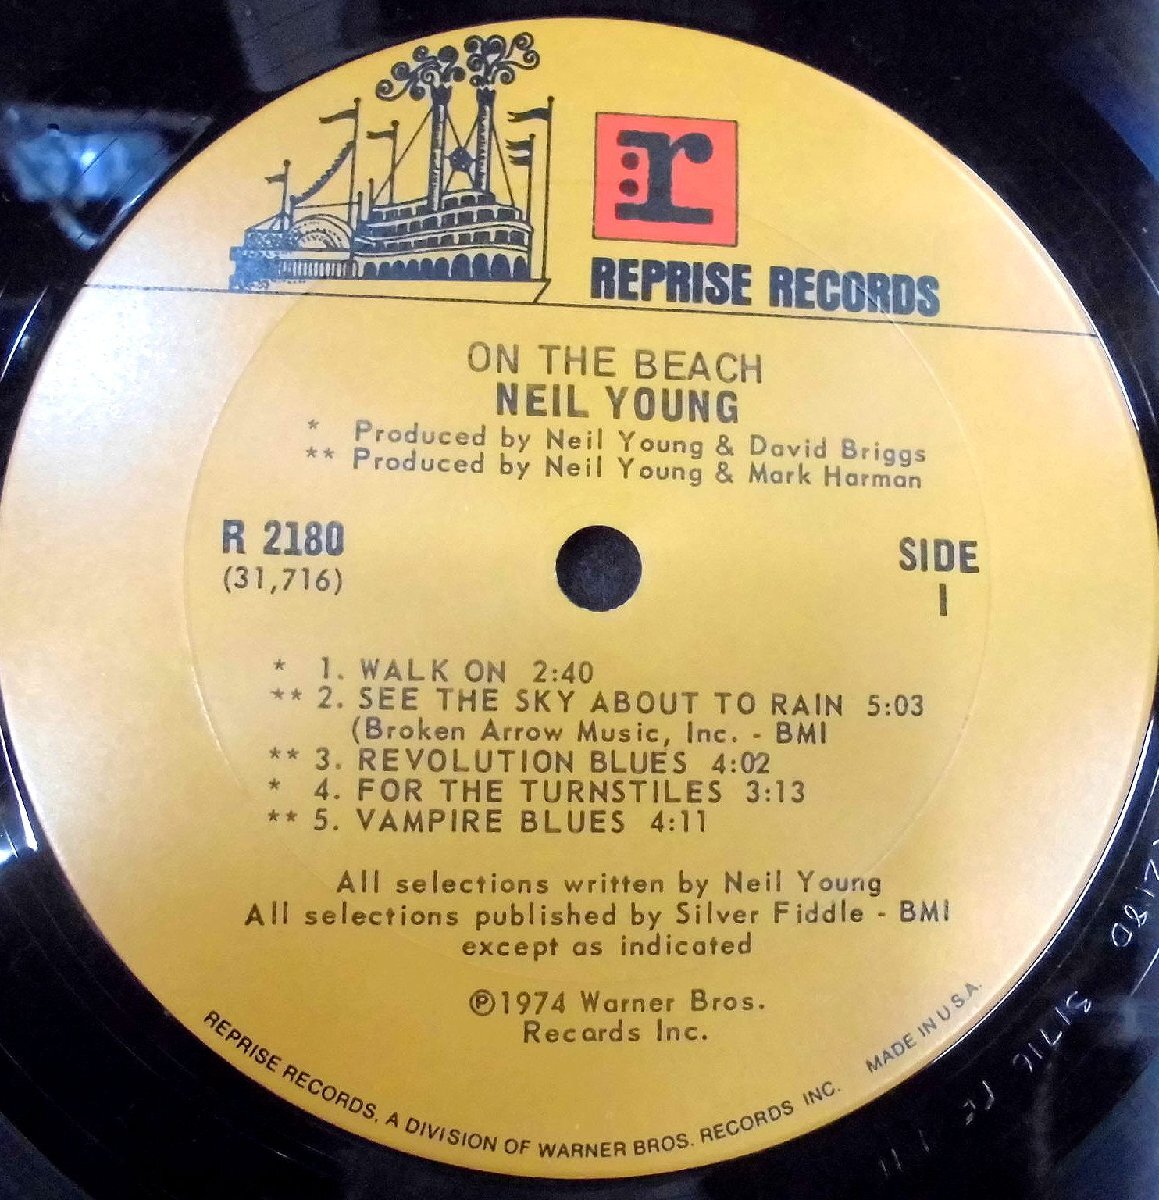 r:
REPRISE RECORDS
ON THE BEACH
NEIL YOUNG
* Produced by Neil Young & David Briggs
** Produced by Neil Young & Mark Harman
R 2180
(31,716)
SIDE
1
* 1. WALK ON 2:40
** 2. SEE THE SKY ABOUT TO RAIN 5:03
(Broken Arrow Music, Inc. - BMI
** 3. REVOLUTION BLUES 4:02
* 4. FOR THE TURNSTILES 3:13
** 5. VAMPIRE BLUES 4:11
All selections written by Neil Young
All selections published by Silver Fiddle - BMI
except as indicated
℗1974 Warner Bros.
Records Inc.
REPRISE RECORDS, A DIVISION OF WARNER BROS. RECORDS INC. MADE IN U.S.A.
31716